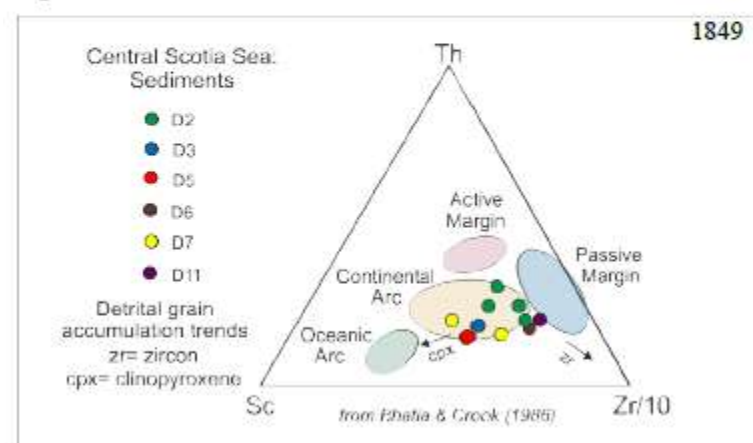 1849
Central Scotia Sea:
Sediments
D2
D3
D5
D6
D7
D11
Detrital grain
accumulation trends
zr= zircon
cpx= clinopyroxene
Th
Active
Margin
Passive
Margin
Continental
Arc
Oceanic
Arc
cpx
zr
Sc
Zr/10
from Bhatia & Crook (1986)